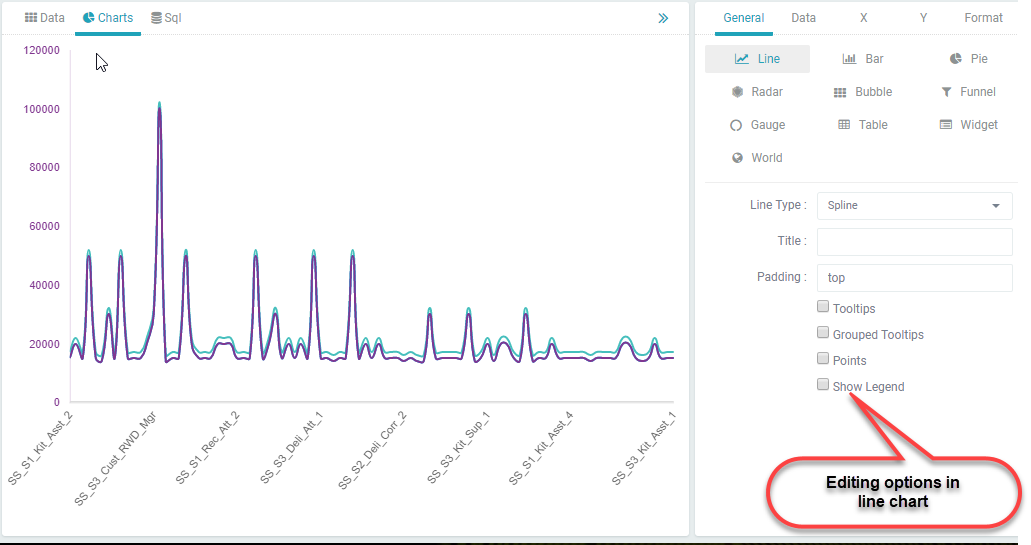 Data Charts Sql »
General Data X Y Format
Line Bar Pie
Radar Bubble Funnel
Gauge Table Widget
World
Line Type : Spline
Title :
Padding : top
Tooltips
Grouped Tooltips
Points
Show Legend
Editing options in
line chart
120000
100000
80000
60000
40000
20000
0
SS_S1_Kit_Asst_2
SS_S3_Cust_RWD_Mgr
SS_S1_Rec_Att_2
SS_S3_Deli_Att_1
SS_S2_Deli_Corr_2
SS_S3_Kit_Sup_1
SS_S1_Kit_Asst_4
SS_S3_Kit_Asst_1